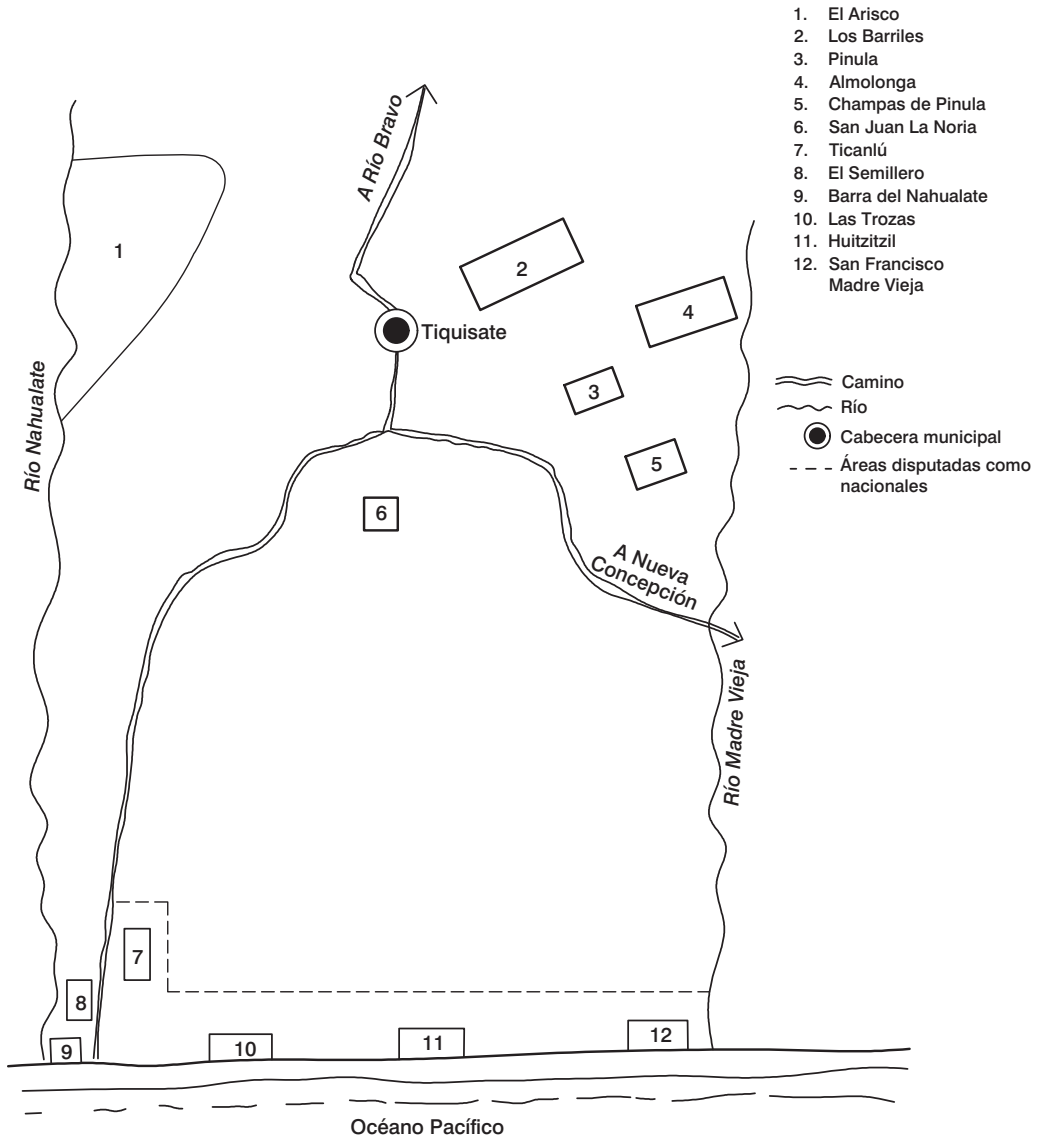 1. El Arisco
2. Los Barriles
3. Pinula
4. Almolonga
5. Champas de Pinula
6. San Juan La Noria
7. Ticanlú
8. El Semillero
9. Barra del Nahualate
10. Las Trozas
11. Huitzitzil
12. San Francisco
Madre Vieja
Camino
Río
Cabecera municipal
Áreas disputadas como
nacionales
A Río Bravo
1
2
4
Tiquisate
3
Río Nahualate
5
6
A Nueva
Concepción
Río Madre Vieja
7
8
9
10
11
12
Océano Pacífico